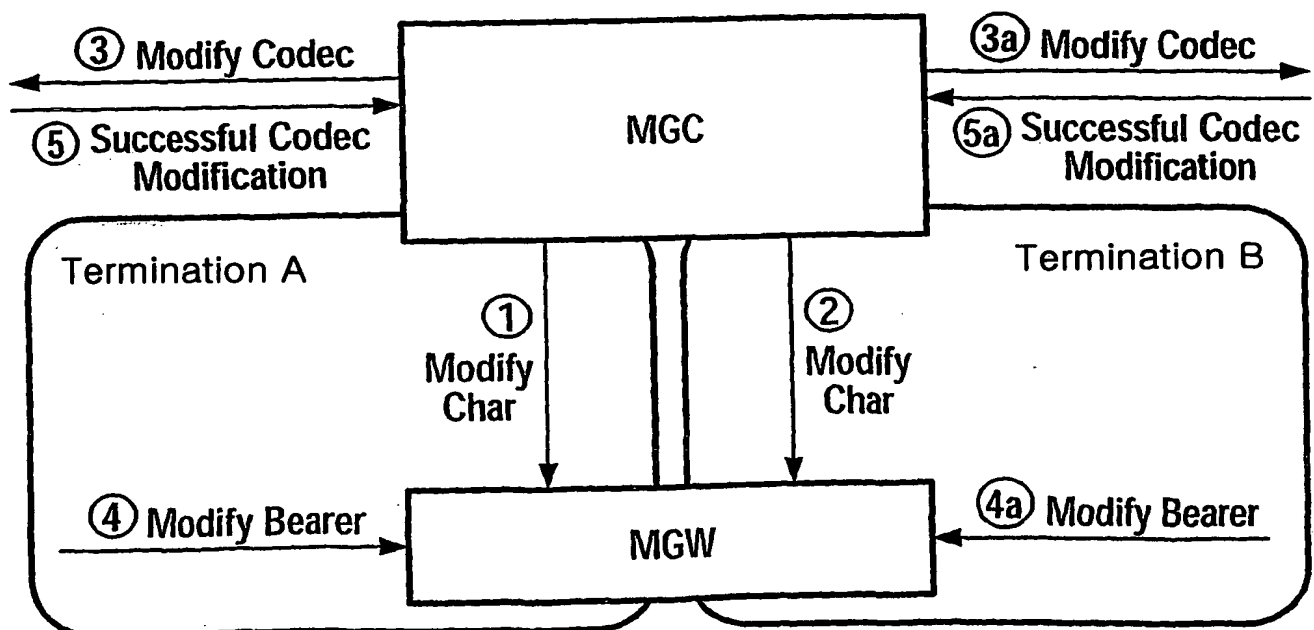 ③ Modify Codec
⑤ Successful Codec
Modification
MGC
3a Modify Codec
5a Successful Codec
Modification
Termination A
Termination B
①
Modify
Char
②
Modify
Char
④ Modify Bearer
MGW
4a Modify Bearer